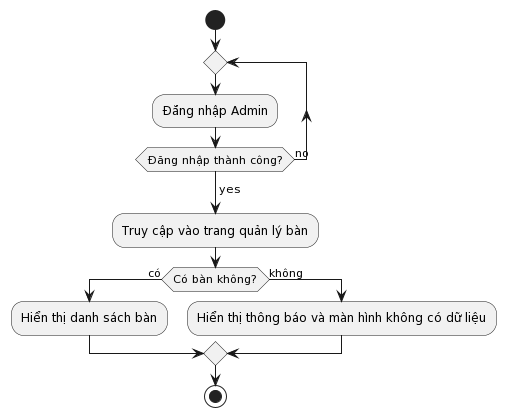 Đăng nhập Admin
Đăng nhập thành công?
no
yes
Truy cập vào trang quản lý bàn
có
Có bàn không?
không
Hiển thị danh sách bàn
Hiển thị thông báo và màn hình không có dữ liệu